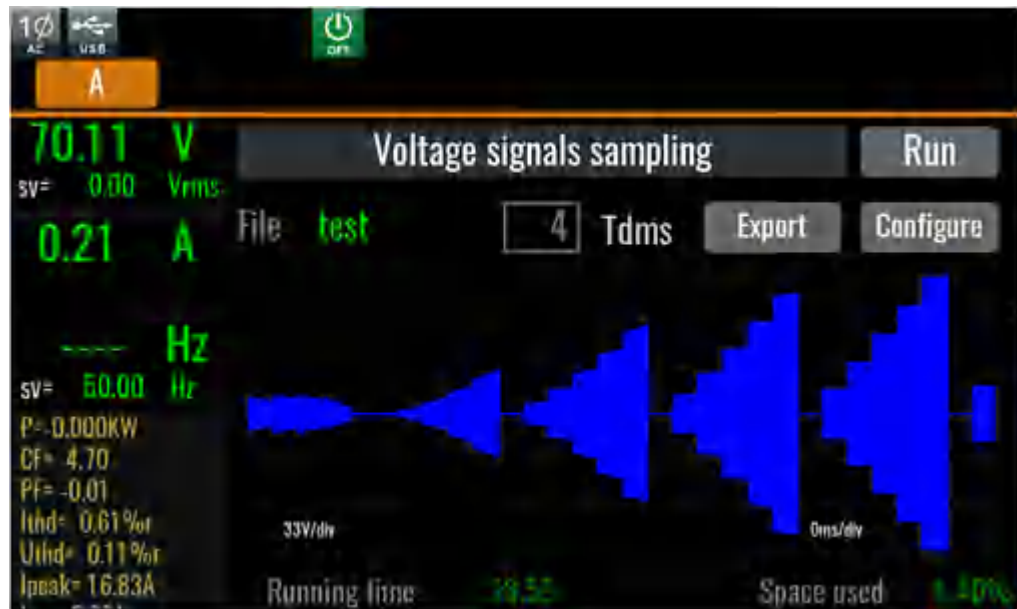 1Ø
AC
USB
OFF
A
70.11 V
sv= 0.00 Vrms
0.21 A
---- Hz
sv= Hz
P=-0.000KW
CF= 4.70
PF= -0.01
Ithd= 0.61%r
Uthd= 0.11%r
Ipeak= 16.83A
Voltage signals sampling
Run
File test
4 Tdms
Export
Configure
33V/div
0ms/div
Running time
Space used